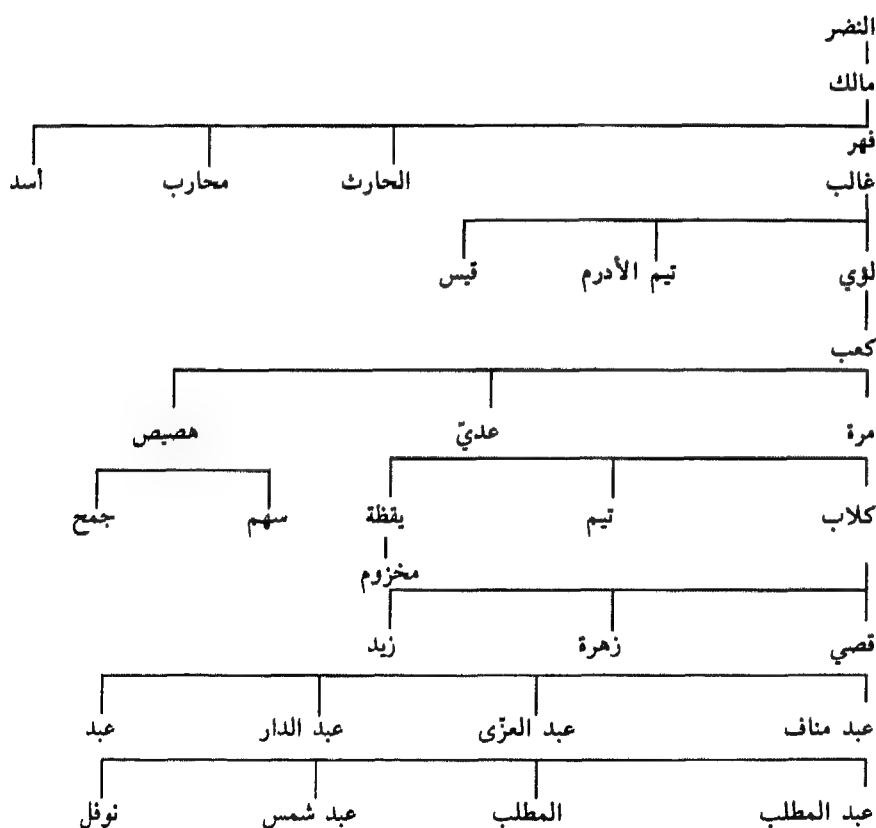 النضر
مالك
فهر
غالب الحارث محارب أسد
لؤي تيم الأدرم قيس
كعب
مرة عديّ هصيص
كلاب تيم يقظة سهم جمح
مخزوم
قصي زهرة زيد
عبد مناف عبد العزّى عبد الدار عبد
عبد المطلب المطلب عبد شمس نوفل